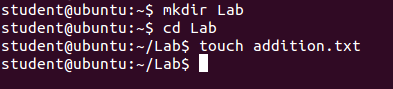 student@ubuntu:~$ mkdir Lab
student@ubuntu:~$ cd Lab
student@ubuntu:~/Lab$ touch addition.txt
student@ubuntu:~/Lab$